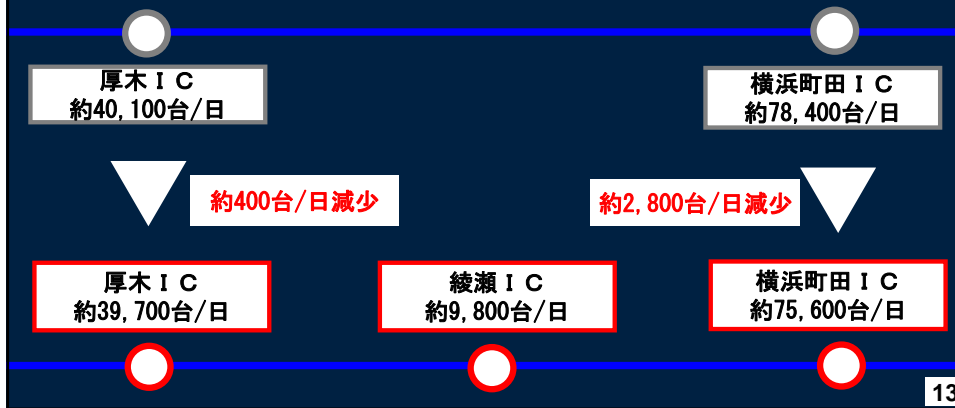 厚木ＩＣ
約40,100台/日
横浜町田ＩＣ
約78,400台/日
約400台/日減少
約2,800台/日減少
厚木ＩＣ
約39,700台/日
綾瀬ＩＣ
約9,800台/日
横浜町田ＩＣ
約75,600台/日
13